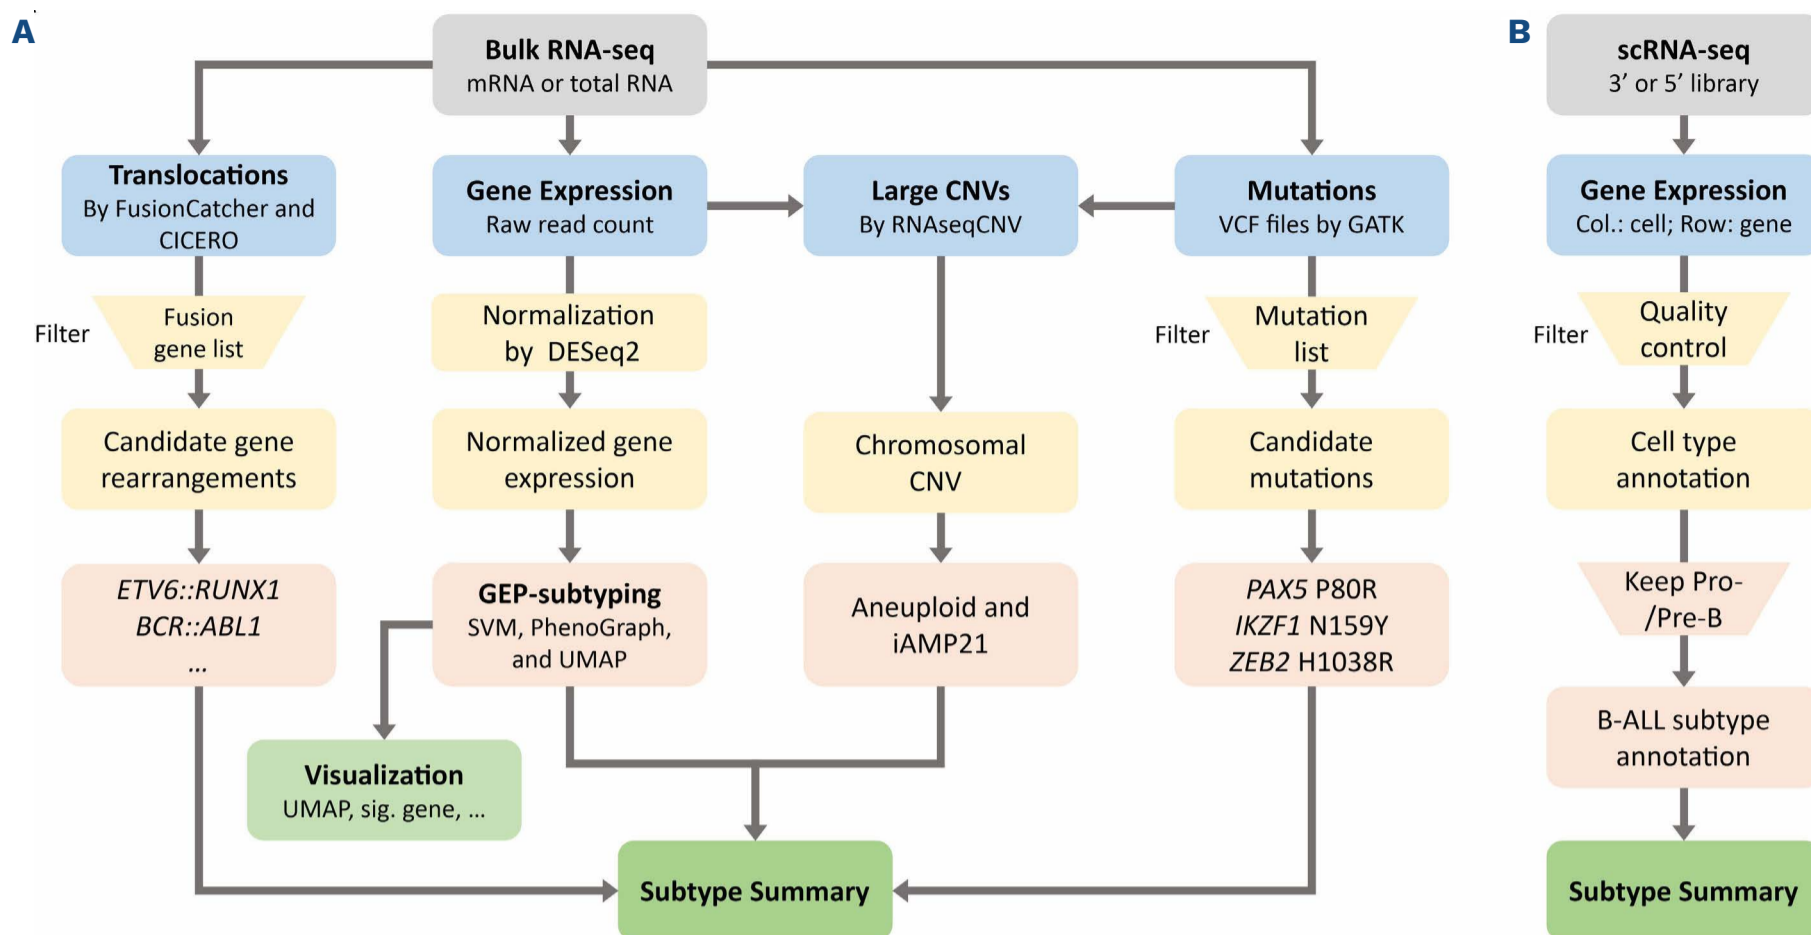 A
Bulk RNA-seq
mRNA or total RNA
Translocations
By FusionCatcher and
CICERO
Gene Expression
Raw read count
Large CNVs
By RNAseqCNV
Mutations
VCF files by GATK
Filter
Fusion
gene list
Normalization
by DESeq2
Filter
Mutation
list
Candidate gene
rearrangements
Normalized gene
expression
Chromosomal
CNV
Candidate
mutations
ETV6::RUNX1
BCR::ABL1
...
GEP-subtyping
SVM, PhenoGraph,
and UMAP
Aneuploid and
iAMP21
PAX5 P80R
IKZF1 N159Y
ZEB2 H1038R
Visualization
UMAP, sig. gene, ...
Subtype Summary
B
scRNA-seq
3’ or 5’ library
Gene Expression
Col.: cell; Row: gene
Filter
Quality
control
Cell type
annotation
Keep Pro-
/Pre-B
B-ALL subtype
annotation
Subtype Summary